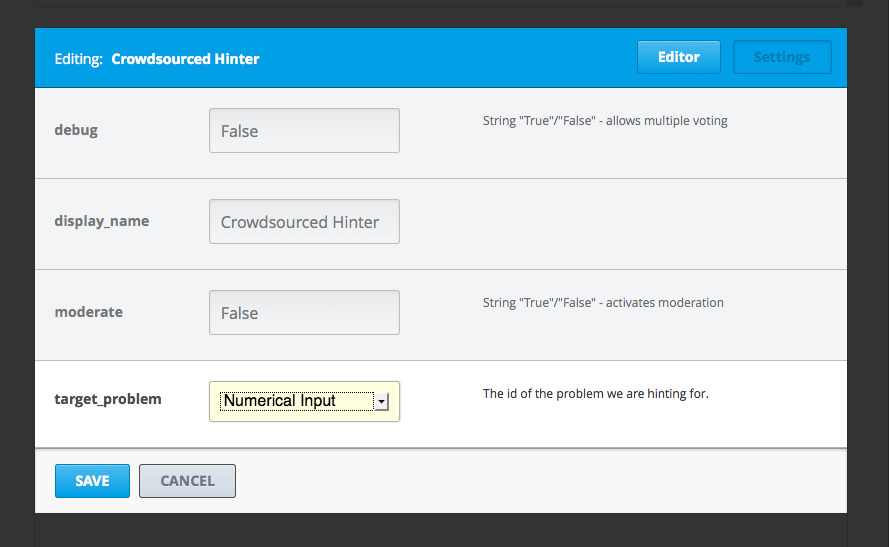 Editing: Crowdsourced Hinter Editor Settings
debug False String "True"/"False" - allows multiple voting
display_name Crowdsourced Hinter
moderate False String "True"/"False" - activates moderation
target_problem Numerical Input The id of the problem we are hinting for.
SAVE CANCEL